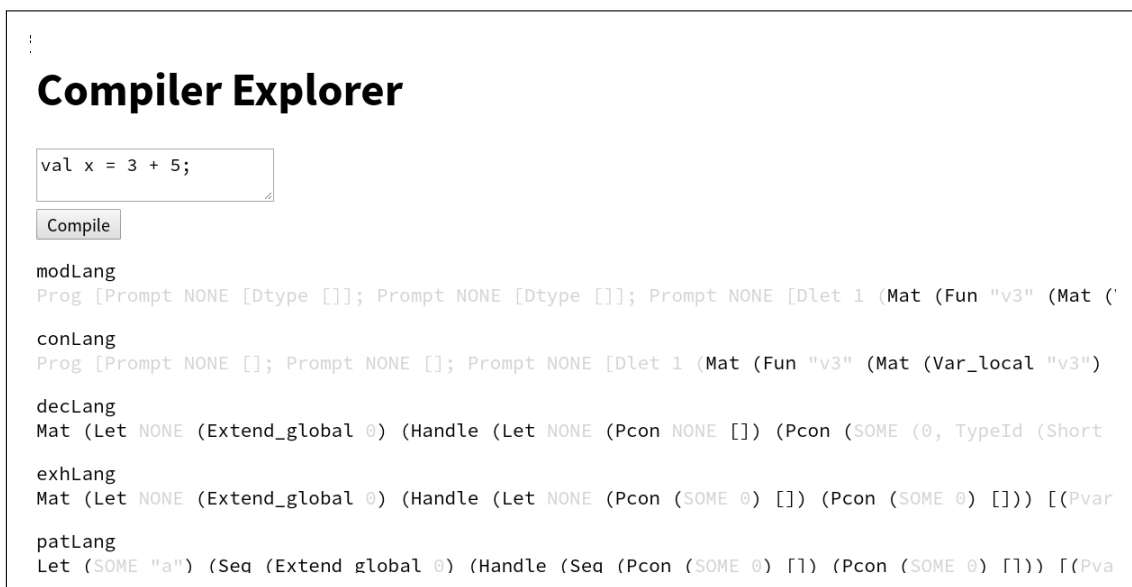 Compiler Explorer
val x = 3 + 5;
Compile
modLang
Prog [Prompt NONE [Dtype []]; Prompt NONE [Dtype []]; Prompt NONE [Dlet 1 (Mat (Fun "v3" (Mat (
conLang
Prog [Prompt NONE []; Prompt NONE []; Prompt NONE [Dlet 1 (Mat (Fun "v3" (Mat (Var_local "v3")
decLang
Mat (Let NONE (Extend_global 0) (Handle (Let NONE (Pcon NONE []) (Pcon (SOME (0, TypeId (Short
exhLang
Mat (Let NONE (Extend_global 0) (Handle (Let NONE (Pcon (SOME 0) []) (Pcon (SOME 0) [])) [(Pvar
patLang
Let (SOME "a") (Seq (Extend_global 0) (Handle (Seq (Pcon (SOME 0) []) (Pcon (SOME 0) [])) [(Pva